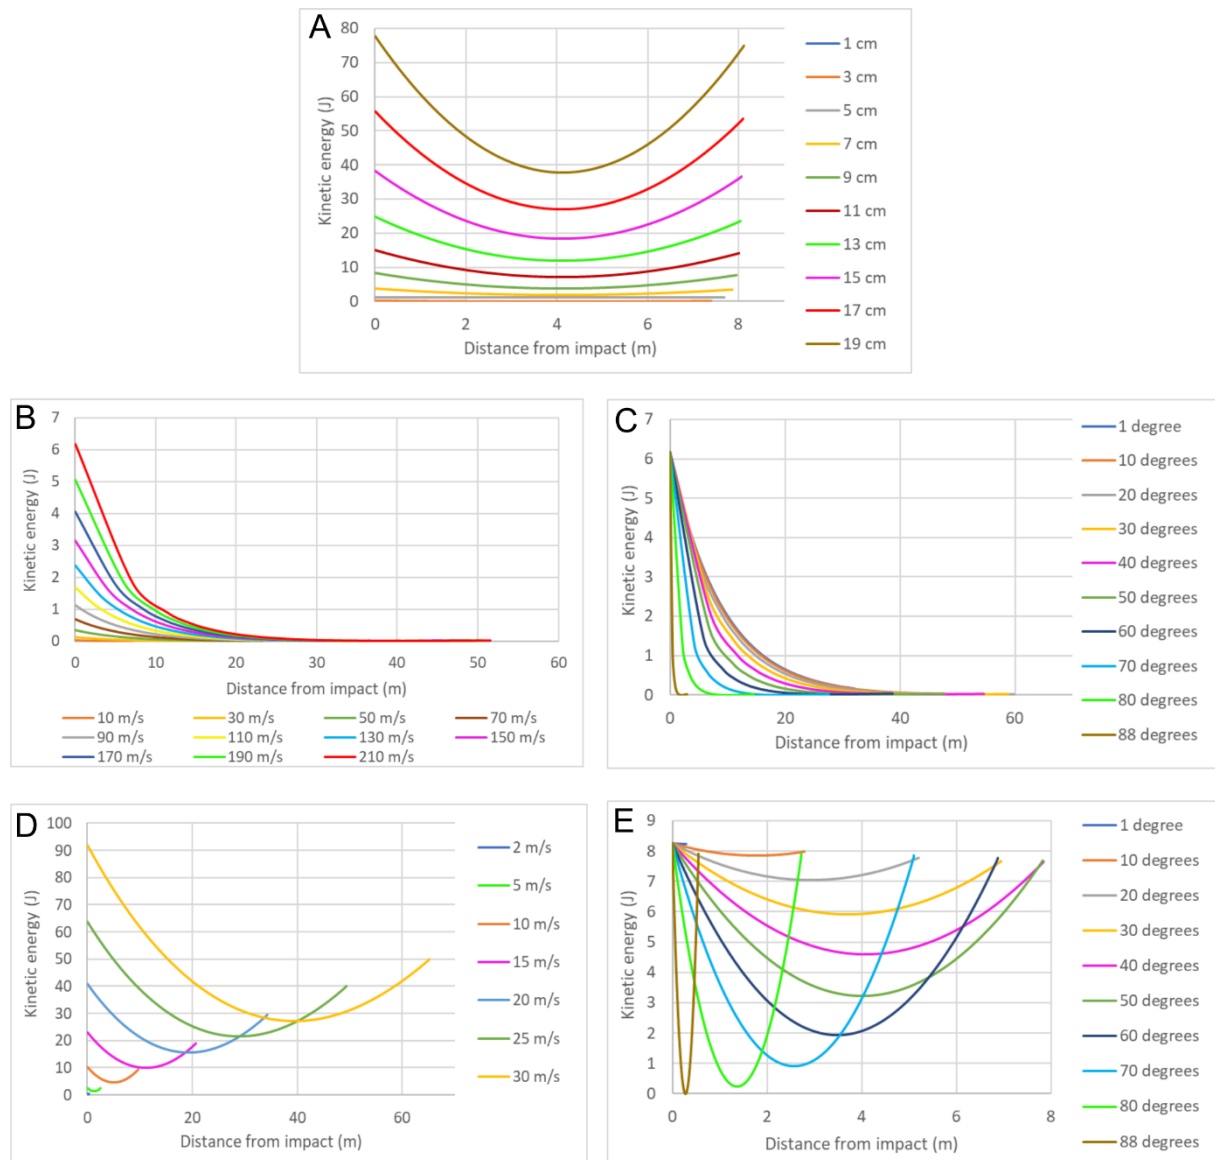 A
80
70
60
50
40
30
20
10
0
Kinetic energy (J)
0 2 4 6 8
Distance from impact (m)
1 cm
3 cm
5 cm
7 cm
9 cm
11 cm
13 cm
15 cm
17 cm
19 cm
B
7
6
5
4
3
2
1
0
Kinetic energy (J)
0 10 20 30 40 50 60
Distance from impact (m)
10 m/s 30 m/s 50 m/s 70 m/s
90 m/s 110 m/s 130 m/s 150 m/s
170 m/s 190 m/s 210 m/s
C
7
6
5
4
3
2
1
0
Kinetic energy (J)
0 20 40 60
Distance from impact (m)
1 degree
10 degrees
20 degrees
30 degrees
40 degrees
50 degrees
60 degrees
70 degrees
80 degrees
88 degrees
D
100
90
80
70
60
50
40
30
20
10
0
Kinetic energy (J)
0 20 40 60
Distance from impact (m)
2 m/s
5 m/s
10 m/s
15 m/s
20 m/s
25 m/s
30 m/s
E
9
8
7
6
5
4
3
2
1
0
Kinetic energy (J)
0 2 4 6 8
Distance from impact (m)
1 degree
10 degrees
20 degrees
30 degrees
40 degrees
50 degrees
60 degrees
70 degrees
80 degrees
88 degrees